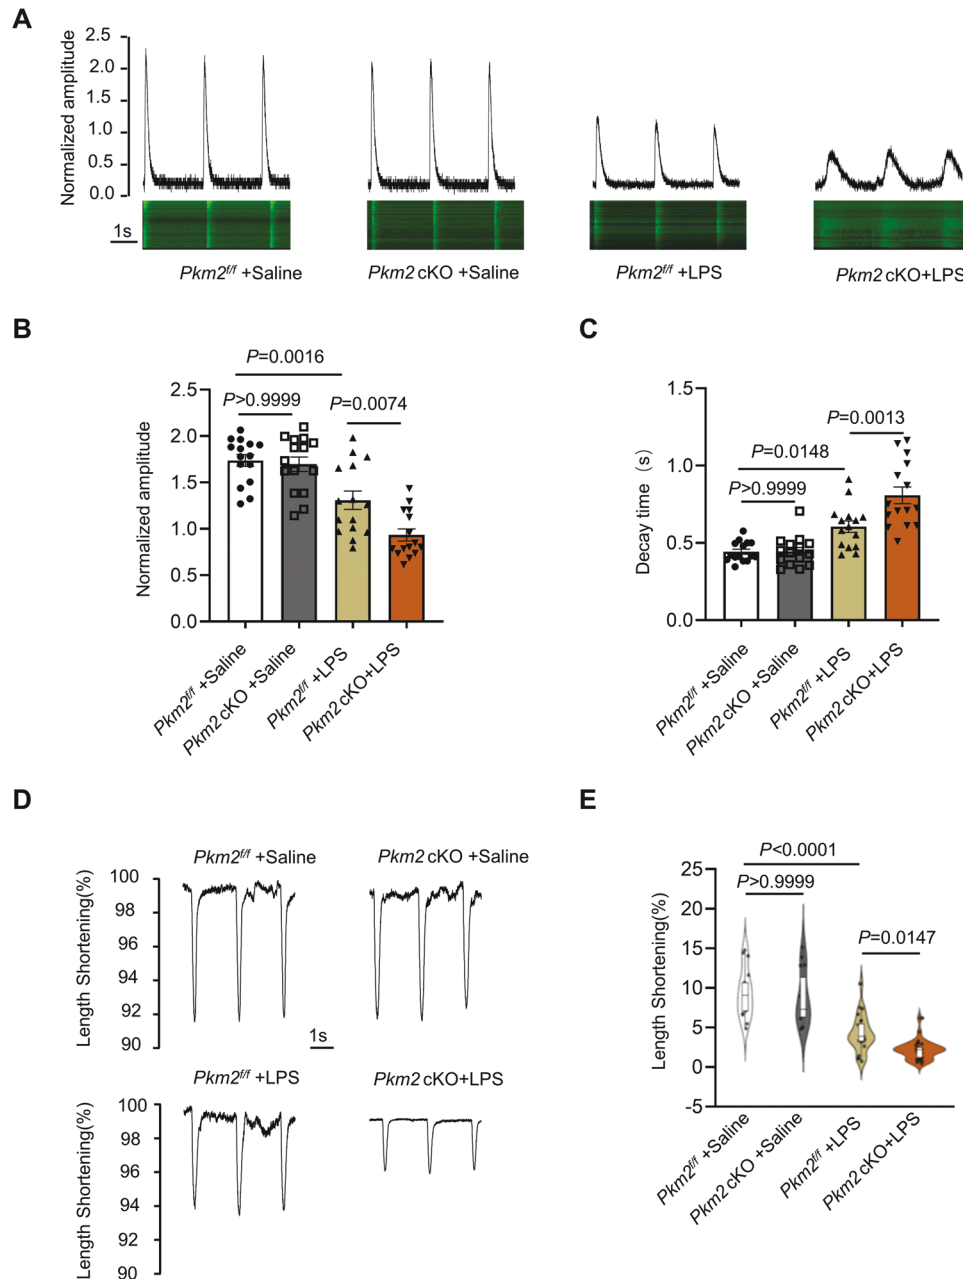 A
Normalized amplitude
2.5
2.0
1.5
1.0
0.5
0.0
1s
Pkm2f/f +Saline
Pkm2 cKO +Saline
Pkm2f/f +LPS
Pkm2 cKO+LPS
B
P=0.0016
P>0.9999
P=0.0074
Normalized amplitude
2.5
2.0
1.5
1.0
0.5
0.0
Pkm2f/f +Saline
Pkm2 cKO +Saline
Pkm2f/f +LPS
Pkm2 cKO+LPS
C
P=0.0013
P=0.0148
P>0.9999
Decay time (s)
1.5
1.0
0.5
0.0
Pkm2f/f +Saline
Pkm2 cKO +Saline
Pkm2f/f +LPS
Pkm2 cKO+LPS
D
Pkm2f/f +Saline
Pkm2 cKO +Saline
Length Shortening(%)
100
98
96
94
92
90
1s
Pkm2f/f +LPS
Pkm2 cKO+LPS
Length Shortening(%)
100
98
96
94
92
90
E
P<0.0001
P>0.9999
P=0.0147
Length Shortening(%)
25
20
15
10
5
0
-5
Pkm2f/f +Saline
Pkm2 cKO +Saline
Pkm2f/f +LPS
Pkm2 cKO+LPS